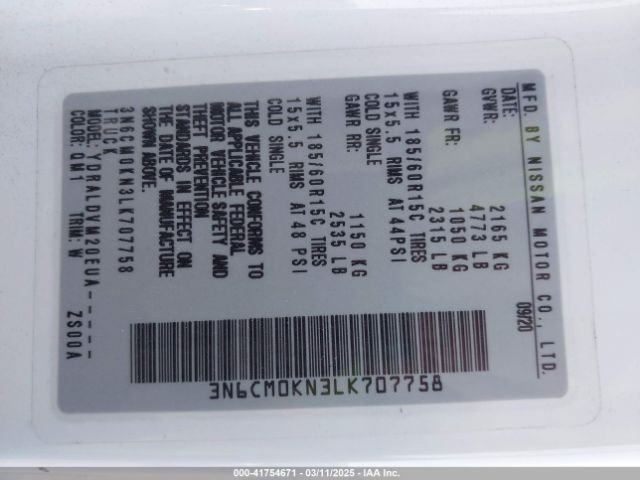 MFD. BY NISSAN MOTOR CO., LTD.
DATE: 09/20
GVWR: 2165 KG
4773 LB
GAWR FR: 1050 KG
2315 LB
WITH 185/60R15C TIRES
15x5.5 RIMS AT 44PSI
COLD SINGLE
GAWR RR: 1150 KG
2535 LB
WITH 185/60R15C TIRES
15x5.5 RIMS AT 48 PSI
COLD SINGLE
THIS VEHICLE CONFORMS TO
ALL APPLICABLE FEDERAL
MOTOR VEHICLE SAFETY AND
THEFT PREVENTION
STANDARDS IN EFFECT ON
THE DATE OF MANUFACTURE
SHOWN ABOVE.
3N6CM0KN3LK707758
TRUCK
MODEL: YDRALDVM20EUA-----
COLOR: QM1 TRIM: W ZS00A
3N6CM0KN3LK707758
000-41754671 - 03/11/2025 - IAAI.COM